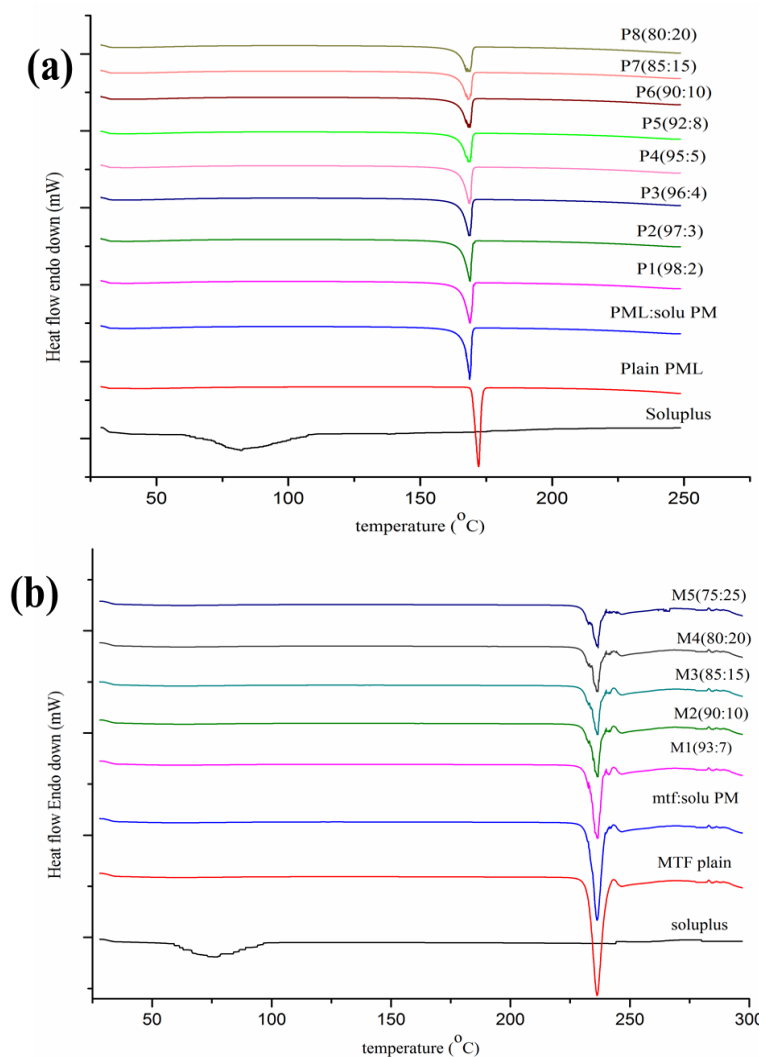 (a)
Heat flow endo down (mW)
P8(80:20)
P7(85:15)
P6(90:10)
P5(92:8)
P4(95:5)
P3(96:4)
P2(97:3)
P1(98:2)
PML:solu PM
Plain PML
Soluplus
50 100 150 200 250
temperature (°C)
(b)
Heat flow Endo down (mW)
M5(75:25)
M4(80:20)
M3(85:15)
M2(90:10)
M1(93:7)
mtf:solu PM
MTF plain
soluplus
50 100 150 200 250 300
temperature (°C)